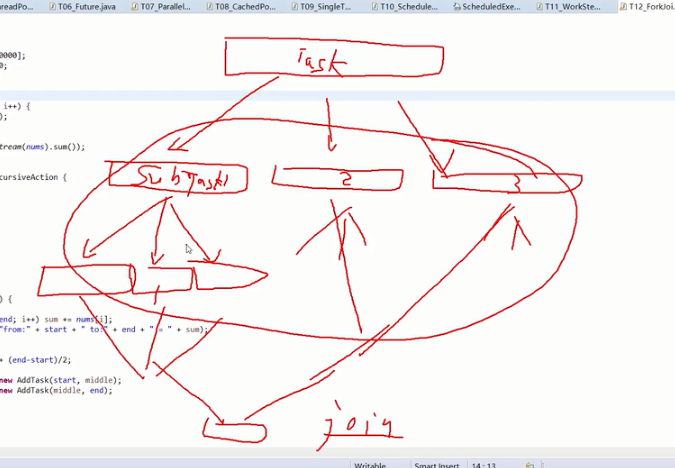 readPo...
T06_Future.java
T07_Parallel...
T08_CachedPo...
T09_SingleT...
T10_Schedule...
ScheduledExe...
T11_WorkSte...
T12_ForkJoi...
0000];
0;
Task
i++) {
);
tream(nums).sum());
cursiveAction {
SubTask1
2
3
) {
end; i++) sum += nums[i];
"from:" + start + " to:" + end + " = " + sum);
+ (end-start)/2;
new AddTask(start, middle);
new AddTask(middle, end);
join
Writable
Smart Insert
14 : 13